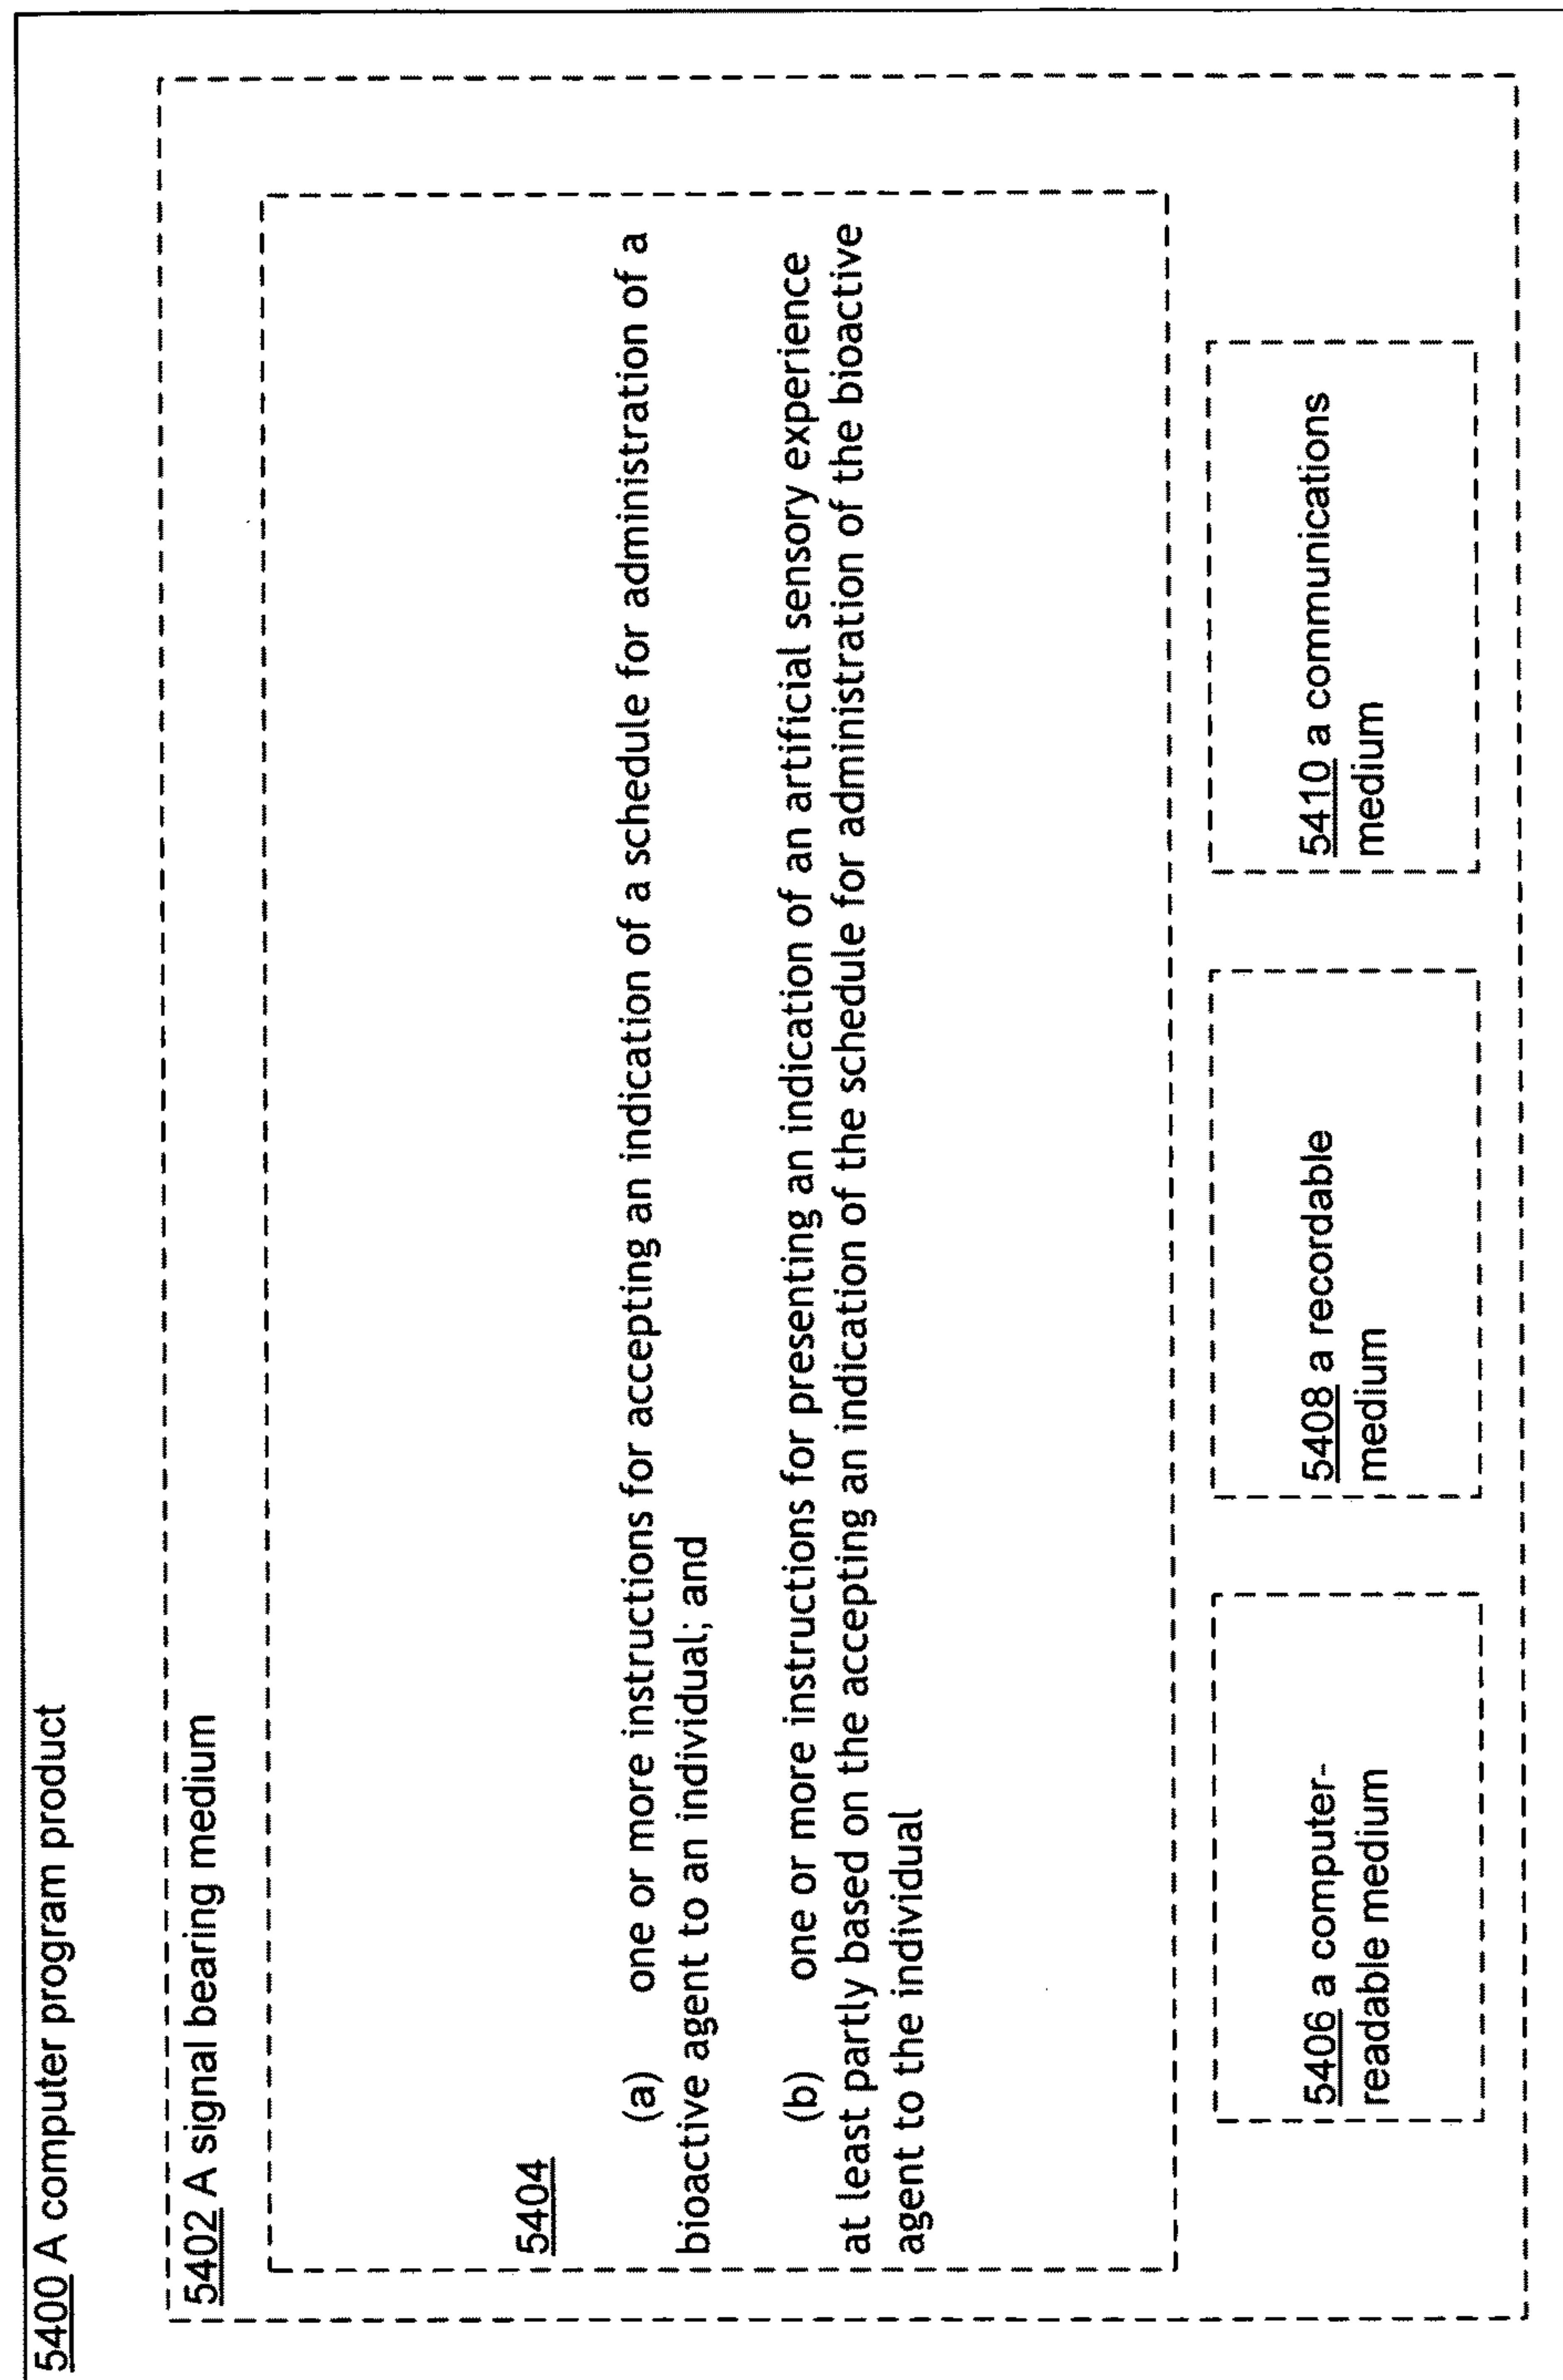 5400 A computer program product
5402 A signal bearing medium
5404
(a) one or more instructions for accepting an indication of a schedule for administration of a
bioactive agent to an individual; and
(b) one or more instructions for presenting an indication of an artificial sensory experience
at least partly based on the accepting an indication of the schedule for administration of the bioactive
agent to the individual
5406 a computer-
readable medium
5408 a recordable
medium
5410 a communications
medium